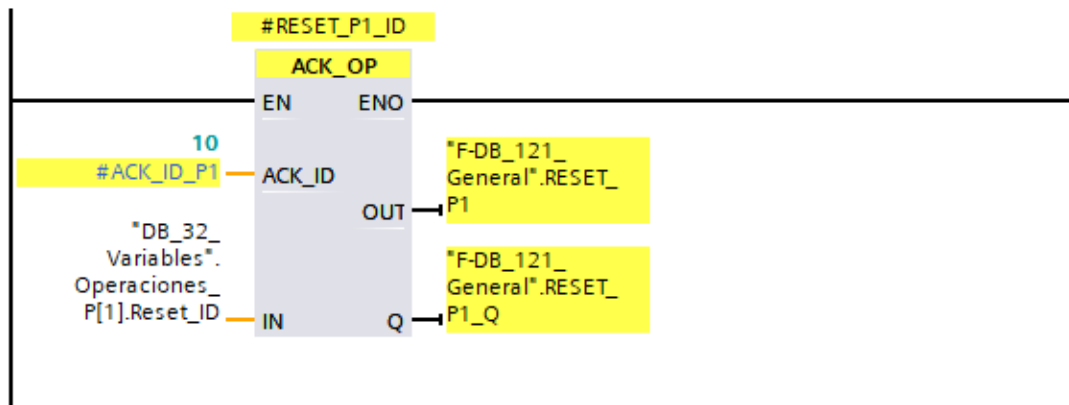 #RESET_P1_ID
ACK_OP
EN
ENO
10
#ACK_ID_P1
ACK_ID
"F-DB_121_
General".RESET_
P1
OUT
"DB_32_
Variables".
Operaciones_
P[1].Reset_ID
IN
"F-DB_121_
General".RESET_
P1_Q
Q